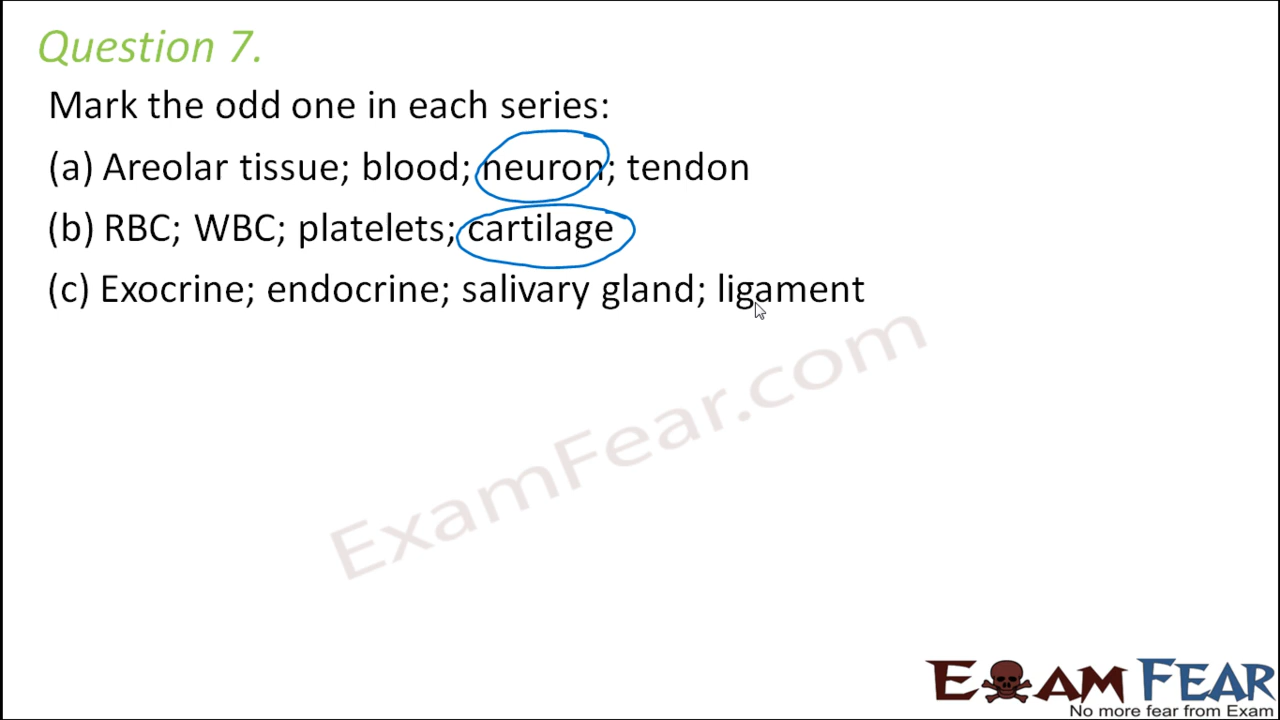 Question 7.
Mark the odd one in each series:
(a) Areolar tissue; blood; neuron; tendon
(b) RBC; WBC; platelets; cartilage
(c) Exocrine; endocrine; salivary gland; ligament
ExamFear.com
EXAM FEAR
No more fear from Exam